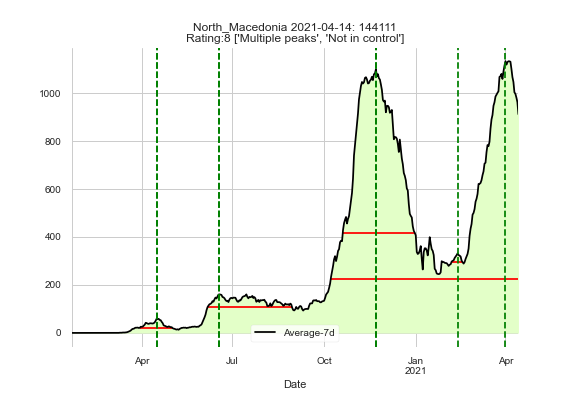 North_Macedonia 2021-04-14: 144111
Rating:8 ['Multiple peaks', 'Not in control']
1000
800
600
400
200
0
Average-7d
Apr
Jul
Oct
Jan
2021
Apr
Date